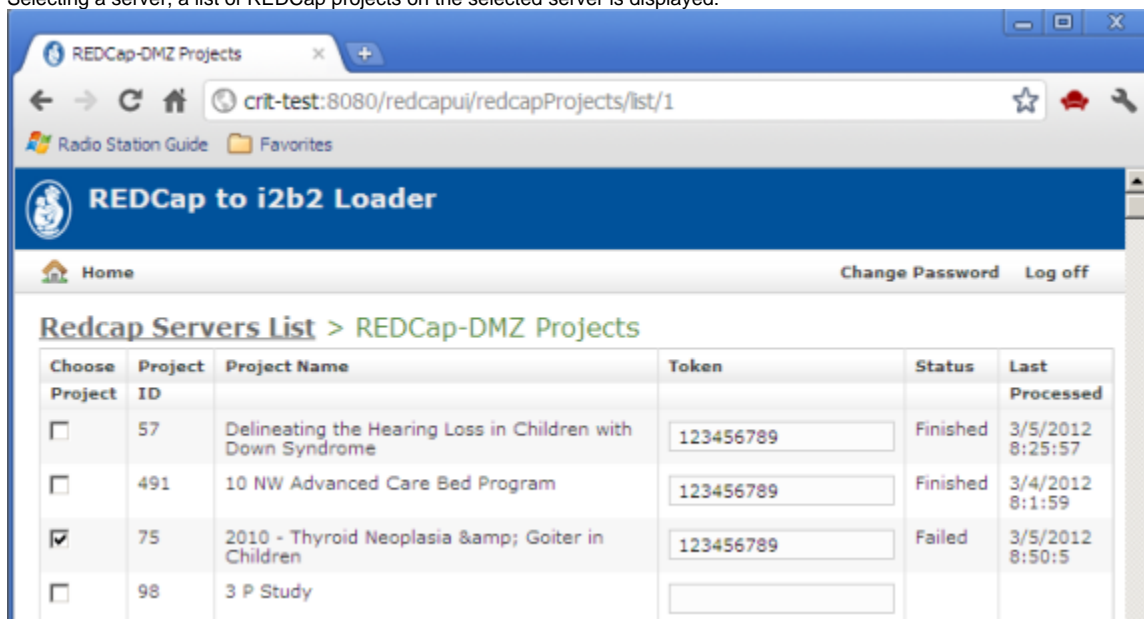 Selecting a server, a list of REDCap projects on the selected server is displayed.
REDCap-DMZ Projects
crit-test:8080/redcapui/redcapProjects/list/1
Radio Station Guide Favorites
REDCap to i2b2 Loader
Home Change Password Log off
Redcap Servers List > REDCap-DMZ Projects
Choose Project Project Name Token Status Last
Project ID Processed
57 Delineating the Hearing Loss in Children with 123456789 Finished 3/5/2012
Down Syndrome 8:25:57
491 10 NW Advanced Care Bed Program 123456789 Finished 3/4/2012
8:1:59
75 2010 - Thyroid Neoplasia &amp; Goiter in 123456789 Failed 3/5/2012
Children 8:50:5
98 3 P Study